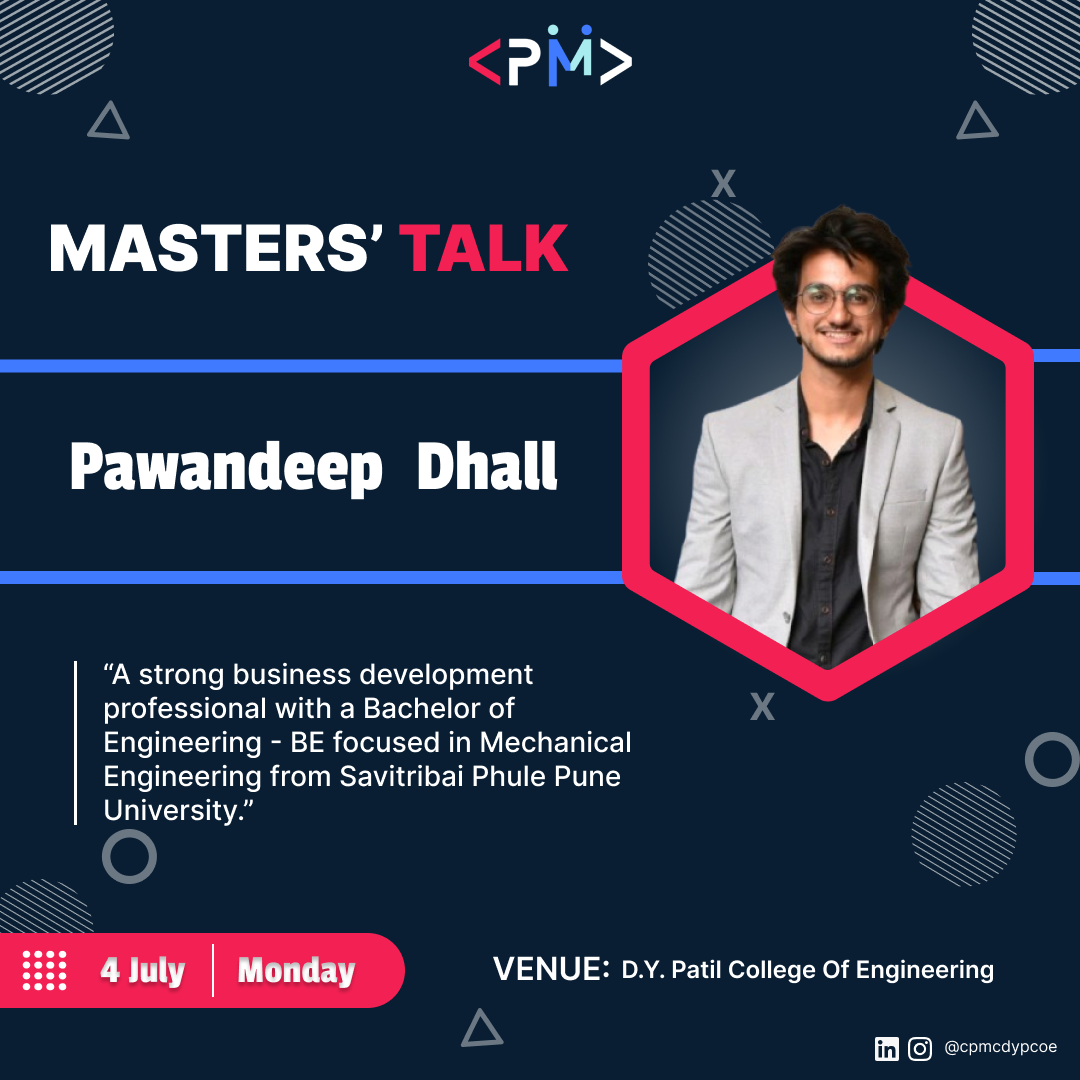 <PM>
MASTERS’ TALK
Pawandeep Dhall
“A strong business development
professional with a Bachelor of
Engineering - BE focused in Mechanical
Engineering from Savitribai Phule Pune
University.”
4 July Monday
VENUE: D.Y. Patil College Of Engineering
@cpmcdypcoe